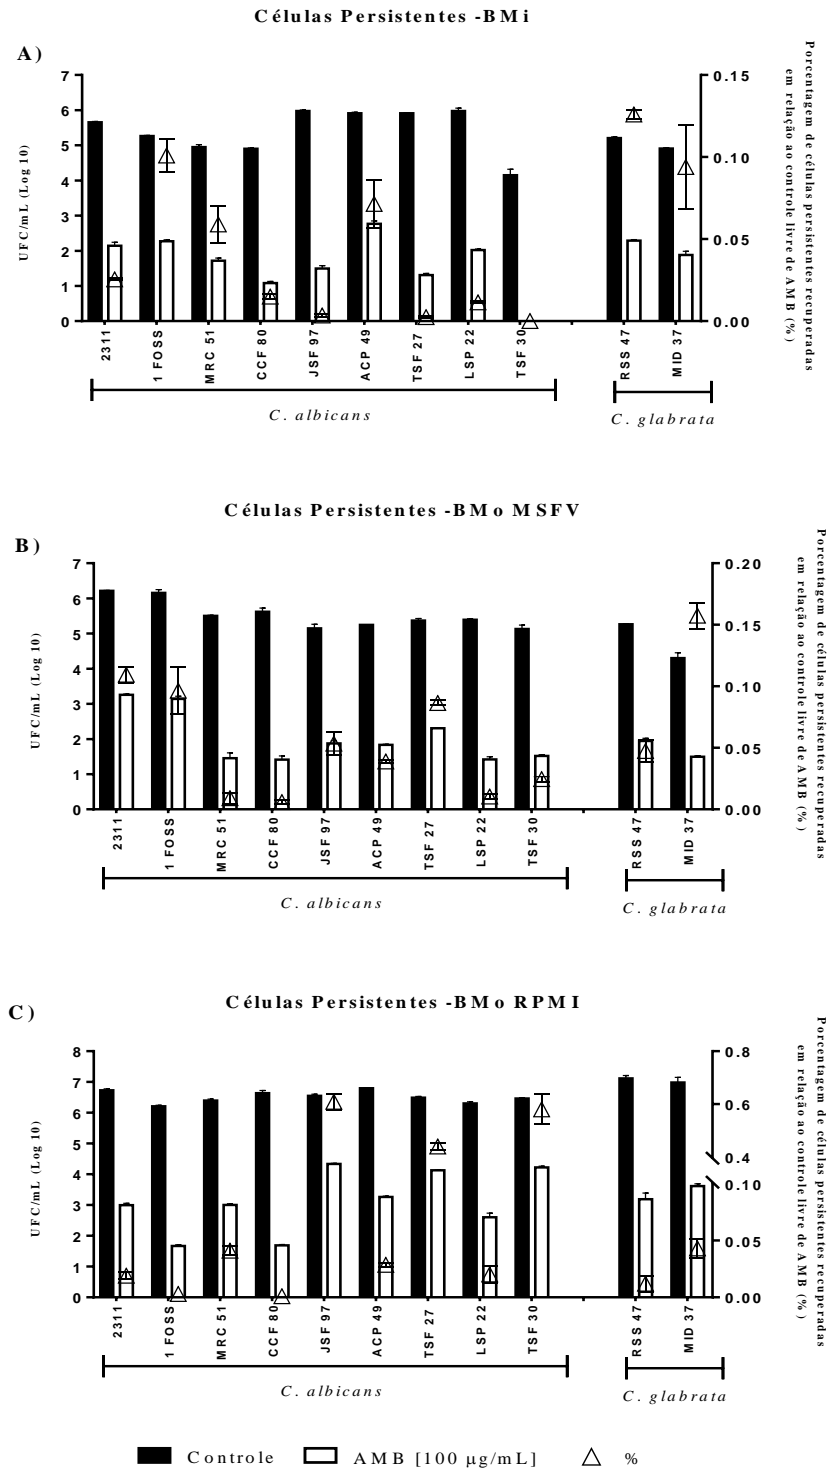 Células Persistentes -BMi
A)
UFC/mL (Log 10)
7
6
5
4
3
2
1
0
0.15
0.10
0.05
0.00
Porcentagem de células persistentes recuperadas
em relação ao controle livre de AMB (%)
2311
1 FOSS
MRC 51
CCF 80
JSF 97
ACP 49
TSF 27
LSP 22
TSF 30
RSS 47
MID 37
C. albicans
C. glabrata
Células Persistentes -BMo MSFV
B)
UFC/mL (Log 10)
7
6
5
4
3
2
1
0
0.20
0.15
0.10
0.05
0.00
Porcentagem de células persistentes recuperadas
em relação ao controle livre de AMB (%)
2311
1 FOSS
MRC 51
CCF 80
JSF 97
ACP 49
TSF 27
LSP 22
TSF 30
RSS 47
MID 37
C. albicans
C. glabrata
Células Persistentes -BMo RPMI
C)
UFC/mL (Log 10)
8
7
6
5
4
3
2
1
0
0.8
0.6
0.4
0.10
0.05
0.00
Porcentagem de células persistentes recuperadas
em relação ao controle livre de AMB (%)
2311
1 FOSS
MRC 51
CCF 80
JSF 97
ACP 49
TSF 27
LSP 22
TSF 30
RSS 47
MID 37
C. albicans
C. glabrata
Controle
AMB [100 µg/mL]
%